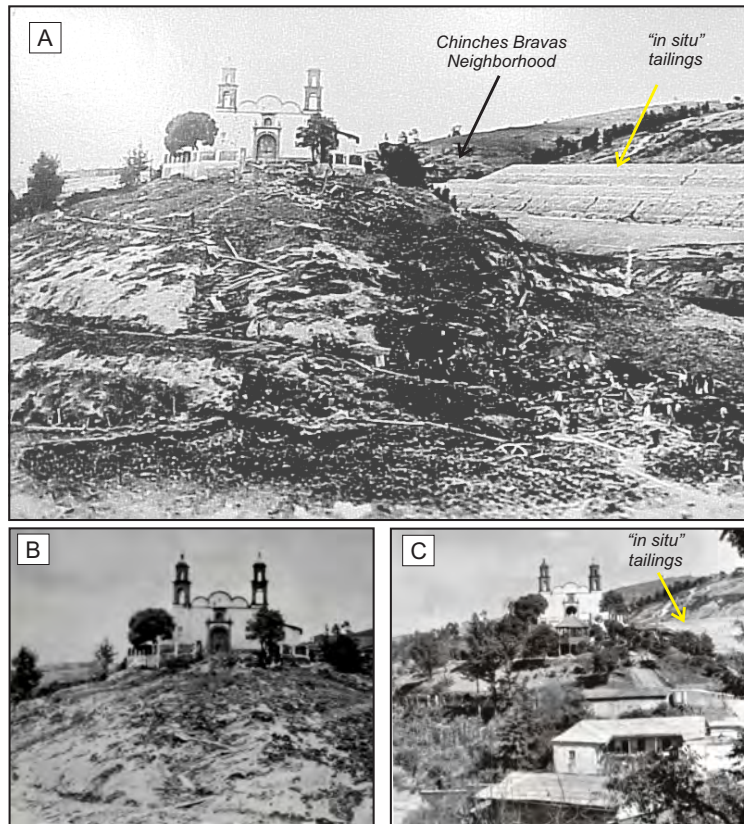 A
Chinches Bravas
Neighborhood
“in situ”
tailings
B
C
“in situ”
tailings